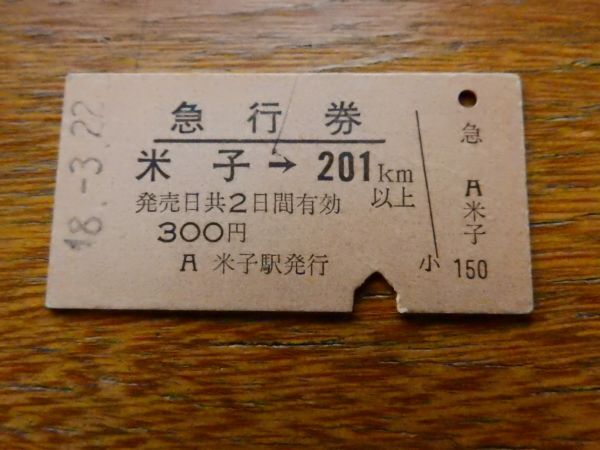 48.-3.22
急行券
米子→201km
以上
発売日共2日間有効
300円
A 米子駅発行
急
A
米子
小 150